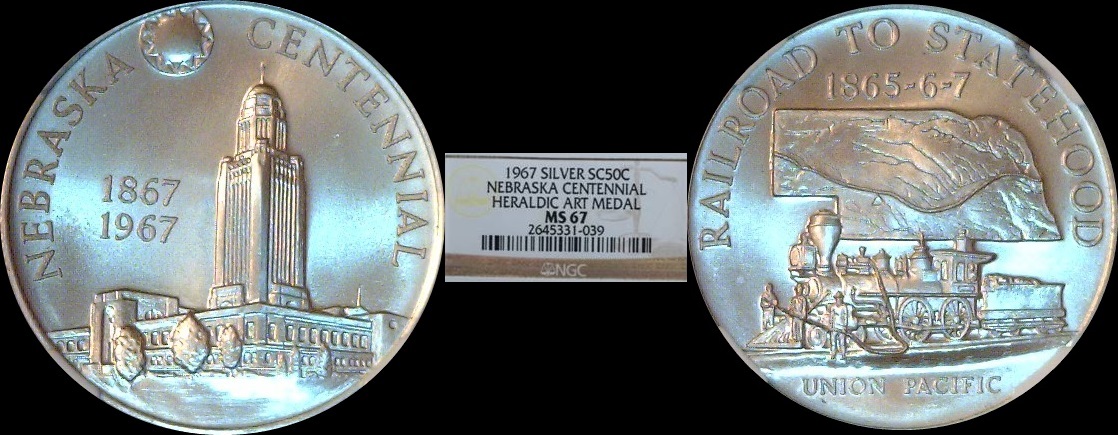 NEBRASKA CENTENNIAL
1867
1967
1967 SILVER SC50C
NEBRASKA CENTENNIAL
HERALDIC ART MEDAL
MS 67
2645331-039
NGC
RAILROAD TO STATEHOOD
1865-6-7
UNION PACIFIC